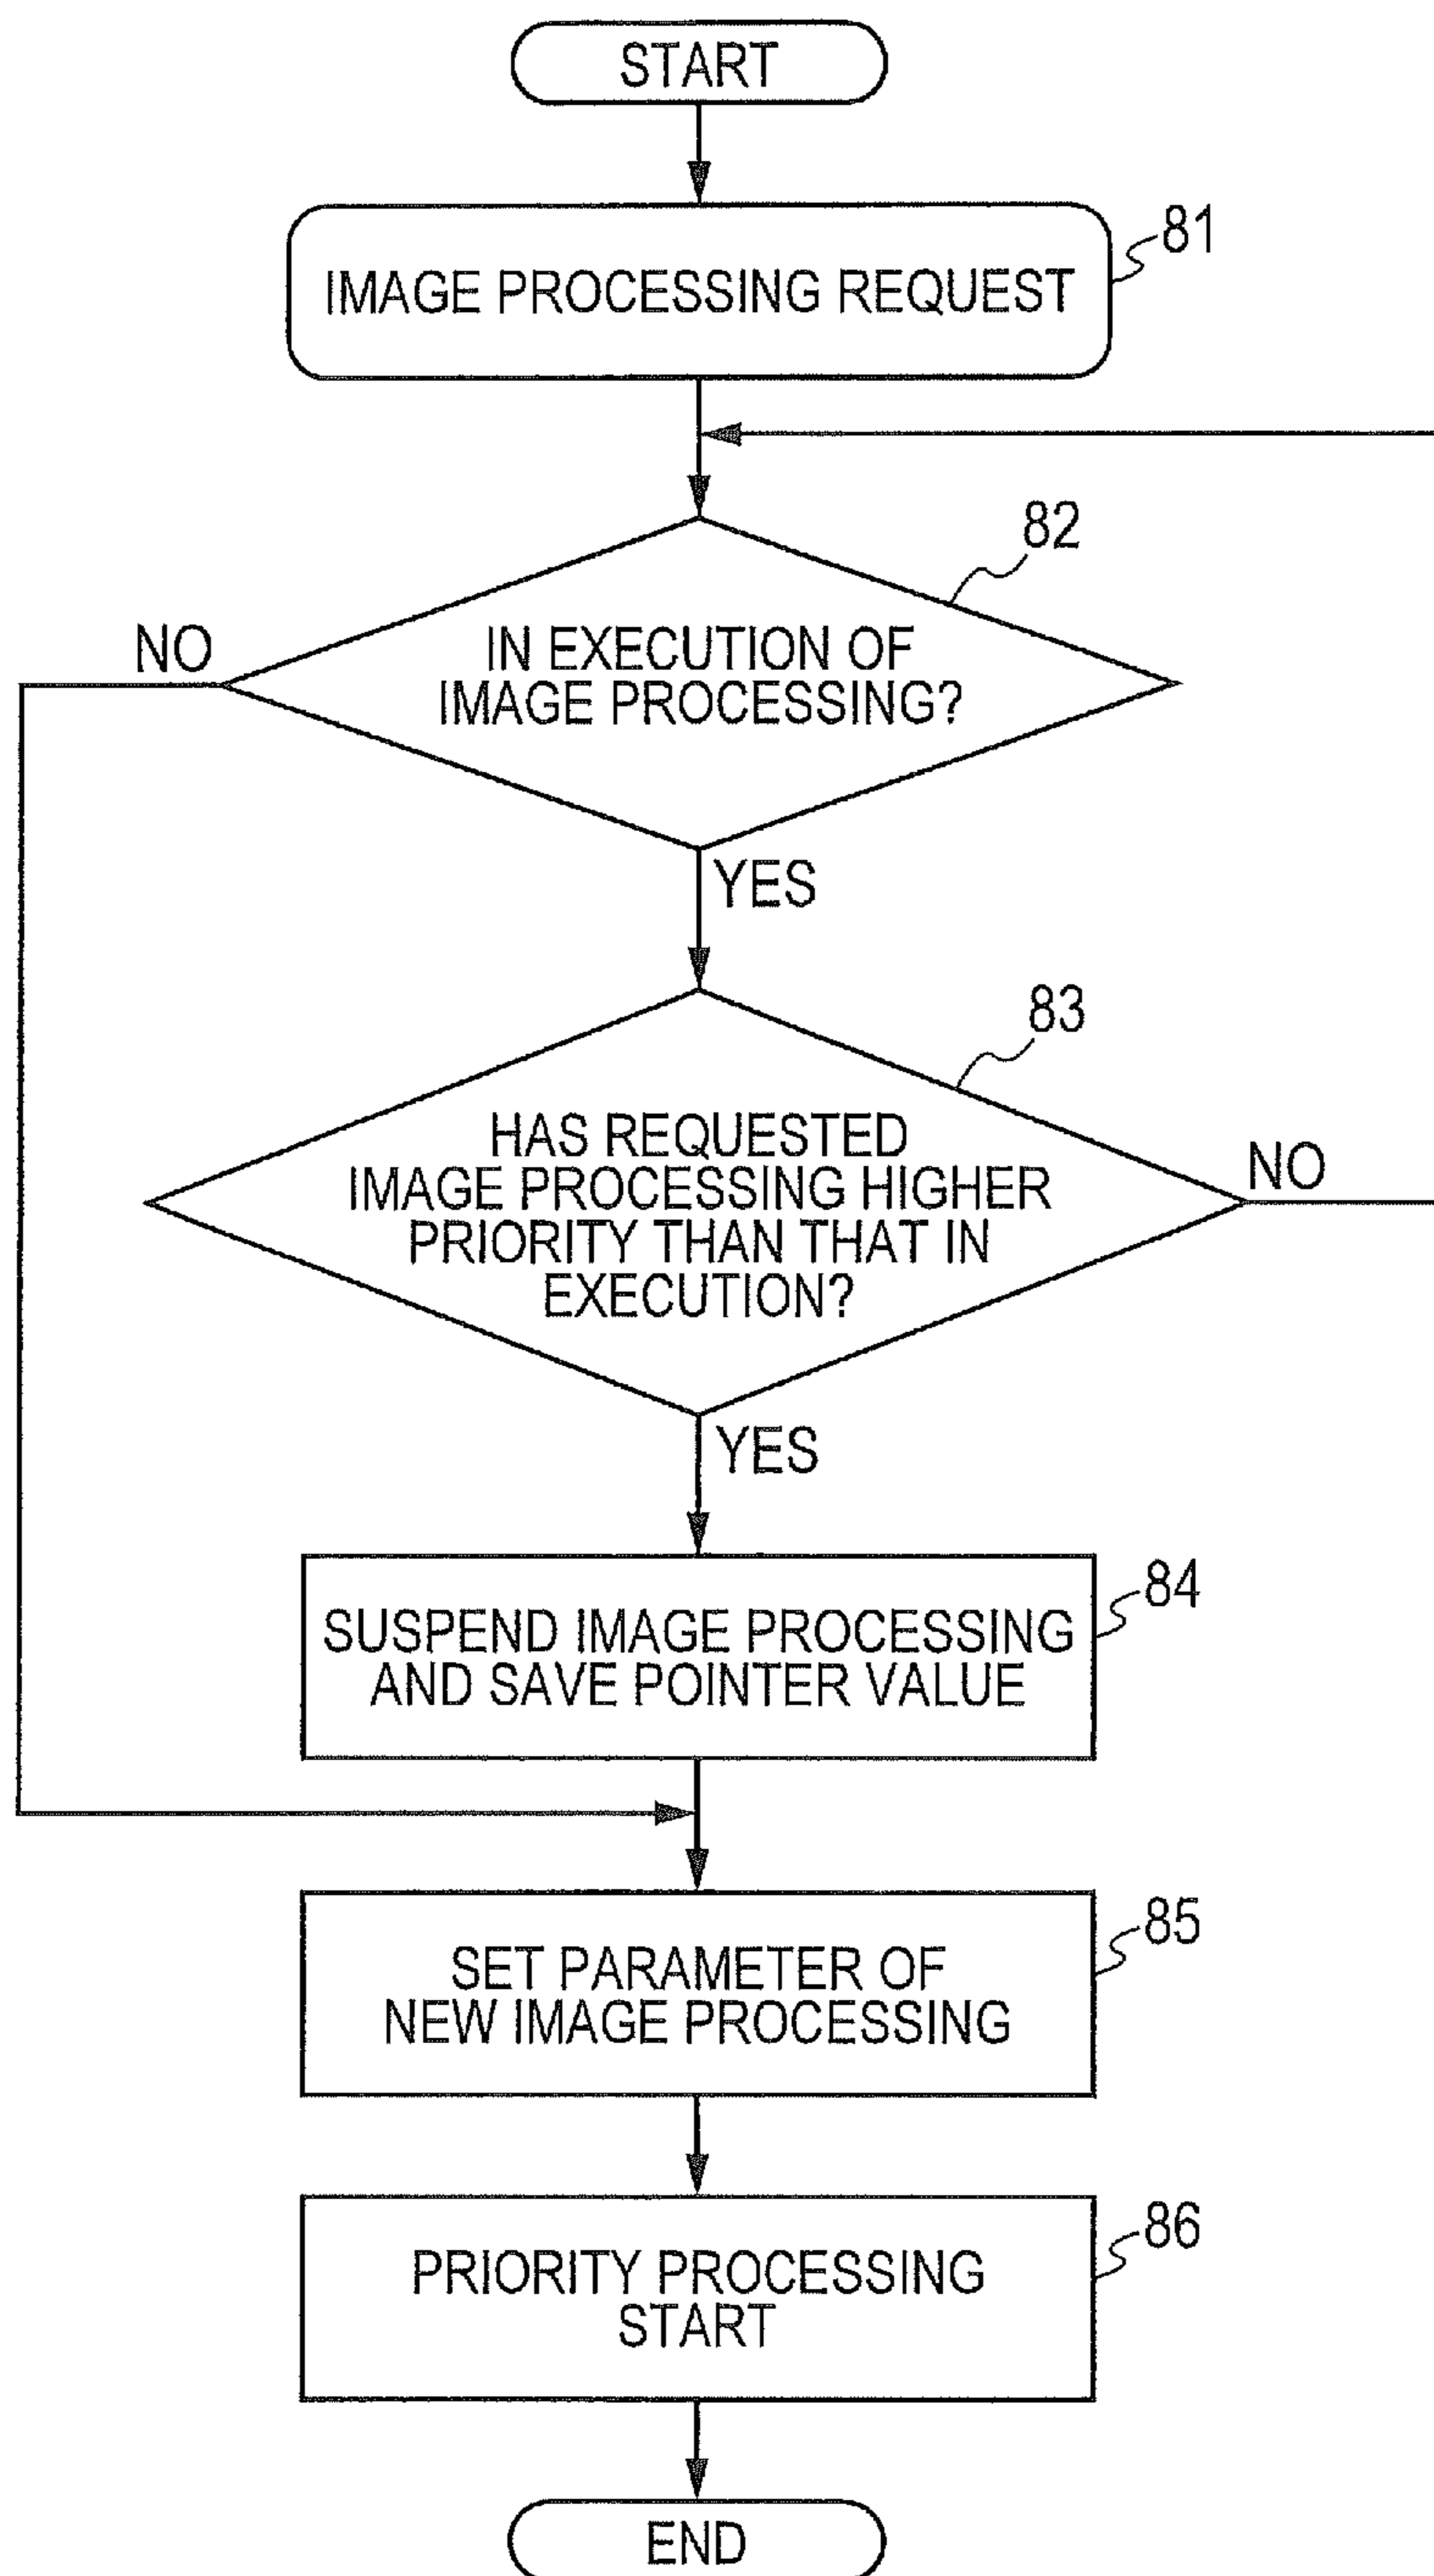 START
IMAGE PROCESSING REQUEST
81
82
NO
IN EXECUTION OF
IMAGE PROCESSING?
YES
83
HAS REQUESTED
IMAGE PROCESSING HIGHER
PRIORITY THAN THAT IN
EXECUTION?
NO
YES
84
SUSPEND IMAGE PROCESSING
AND SAVE POINTER VALUE
85
SET PARAMETER OF
NEW IMAGE PROCESSING
86
PRIORITY PROCESSING
START
END